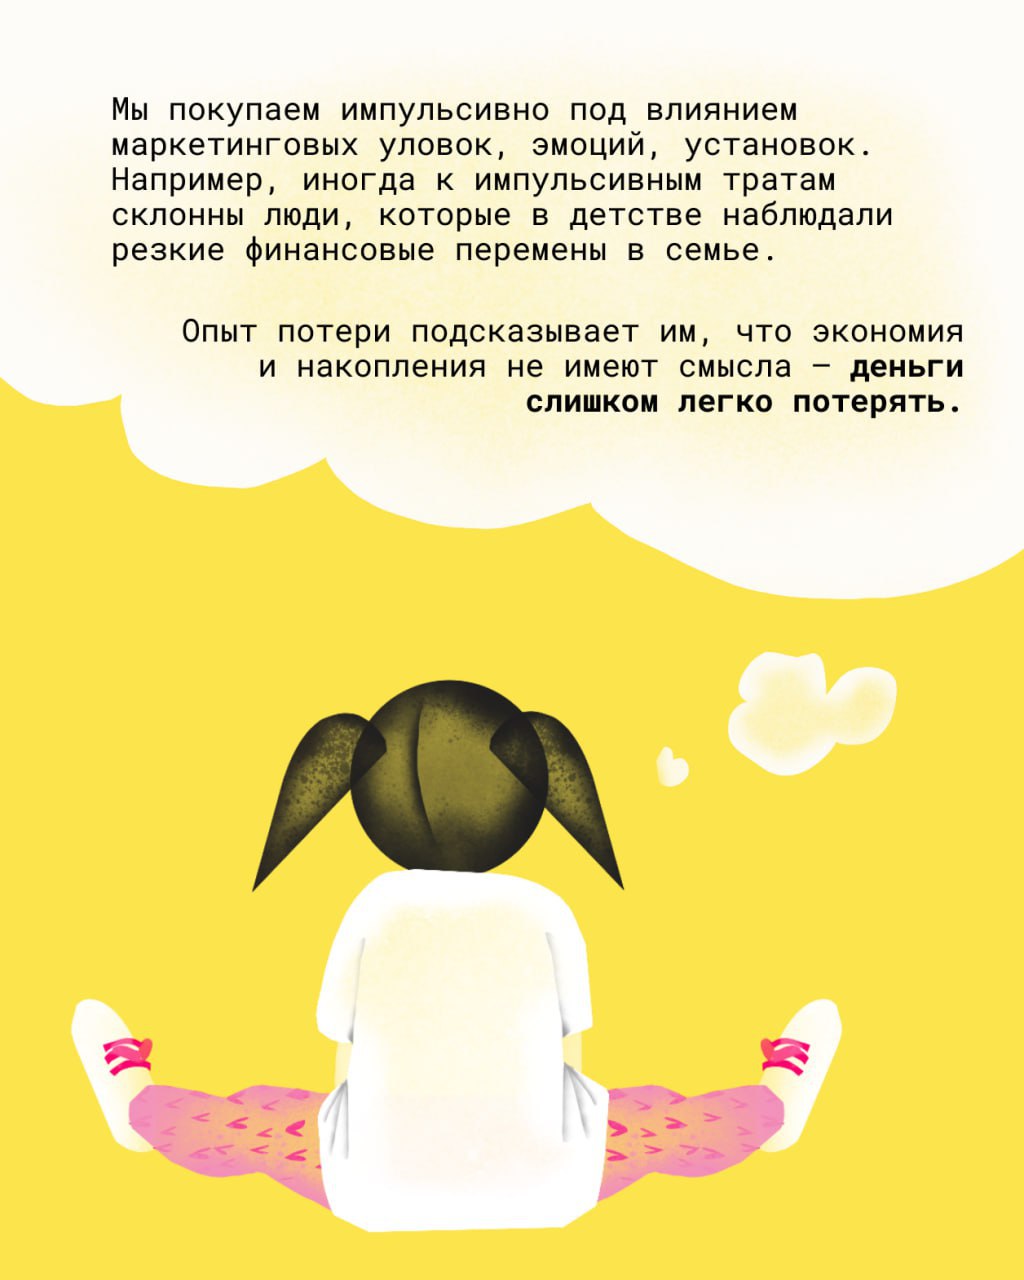 Мы покупаем импульсивно под влиянием
маркетинговых уловок, эмоций, установок.
Например, иногда к импульсивным тратам
склонны люди, которые в детстве наблюдали
резкие финансовые перемены в семье.
Опыт потери подсказывает им, что экономия
и накопления не имеют смысла — деньги
слишком легко потерять.